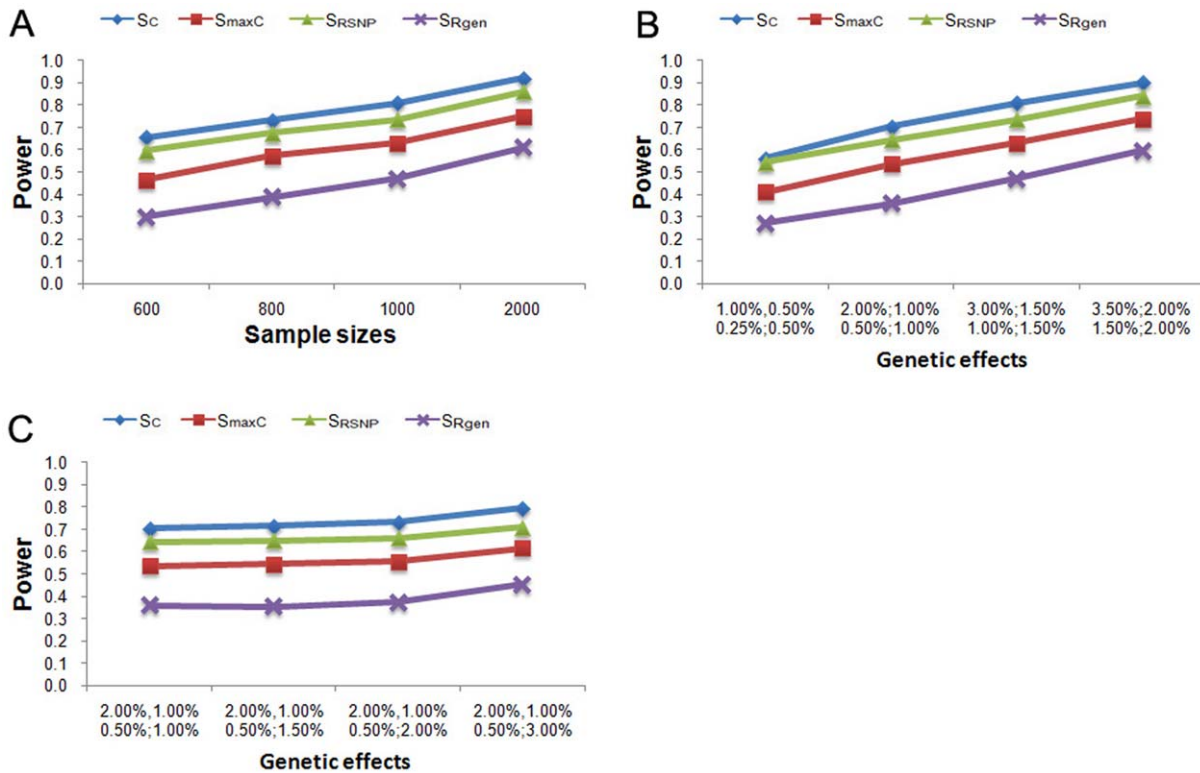 A
SC SmaxC SRSNP SRgen
1.0
0.9
0.8
0.7
0.6
0.5
0.4
0.3
0.2
0.1
0.0
Power
600 800 1000 2000
Sample sizes
B
SC SmaxC SRSNP SRgen
1.0
0.9
0.8
0.7
0.6
0.5
0.4
0.3
0.2
0.1
0.0
Power
1.00%,0.50% 2.00%;1.00% 3.00%;1.50% 3.50%;2.00%
0.25%;0.50% 0.50%;1.00% 1.00%;1.50% 1.50%;2.00%
Genetic effects
C
SC SmaxC SRSNP SRgen
1.0
0.9
0.8
0.7
0.6
0.5
0.4
0.3
0.2
0.1
0.0
Power
2.00%,1.00% 2.00%,1.00% 2.00%,1.00% 2.00%,1.00%
0.50%;1.00% 0.50%;1.50% 0.50%;2.00% 0.50%;3.00%
Genetic effects